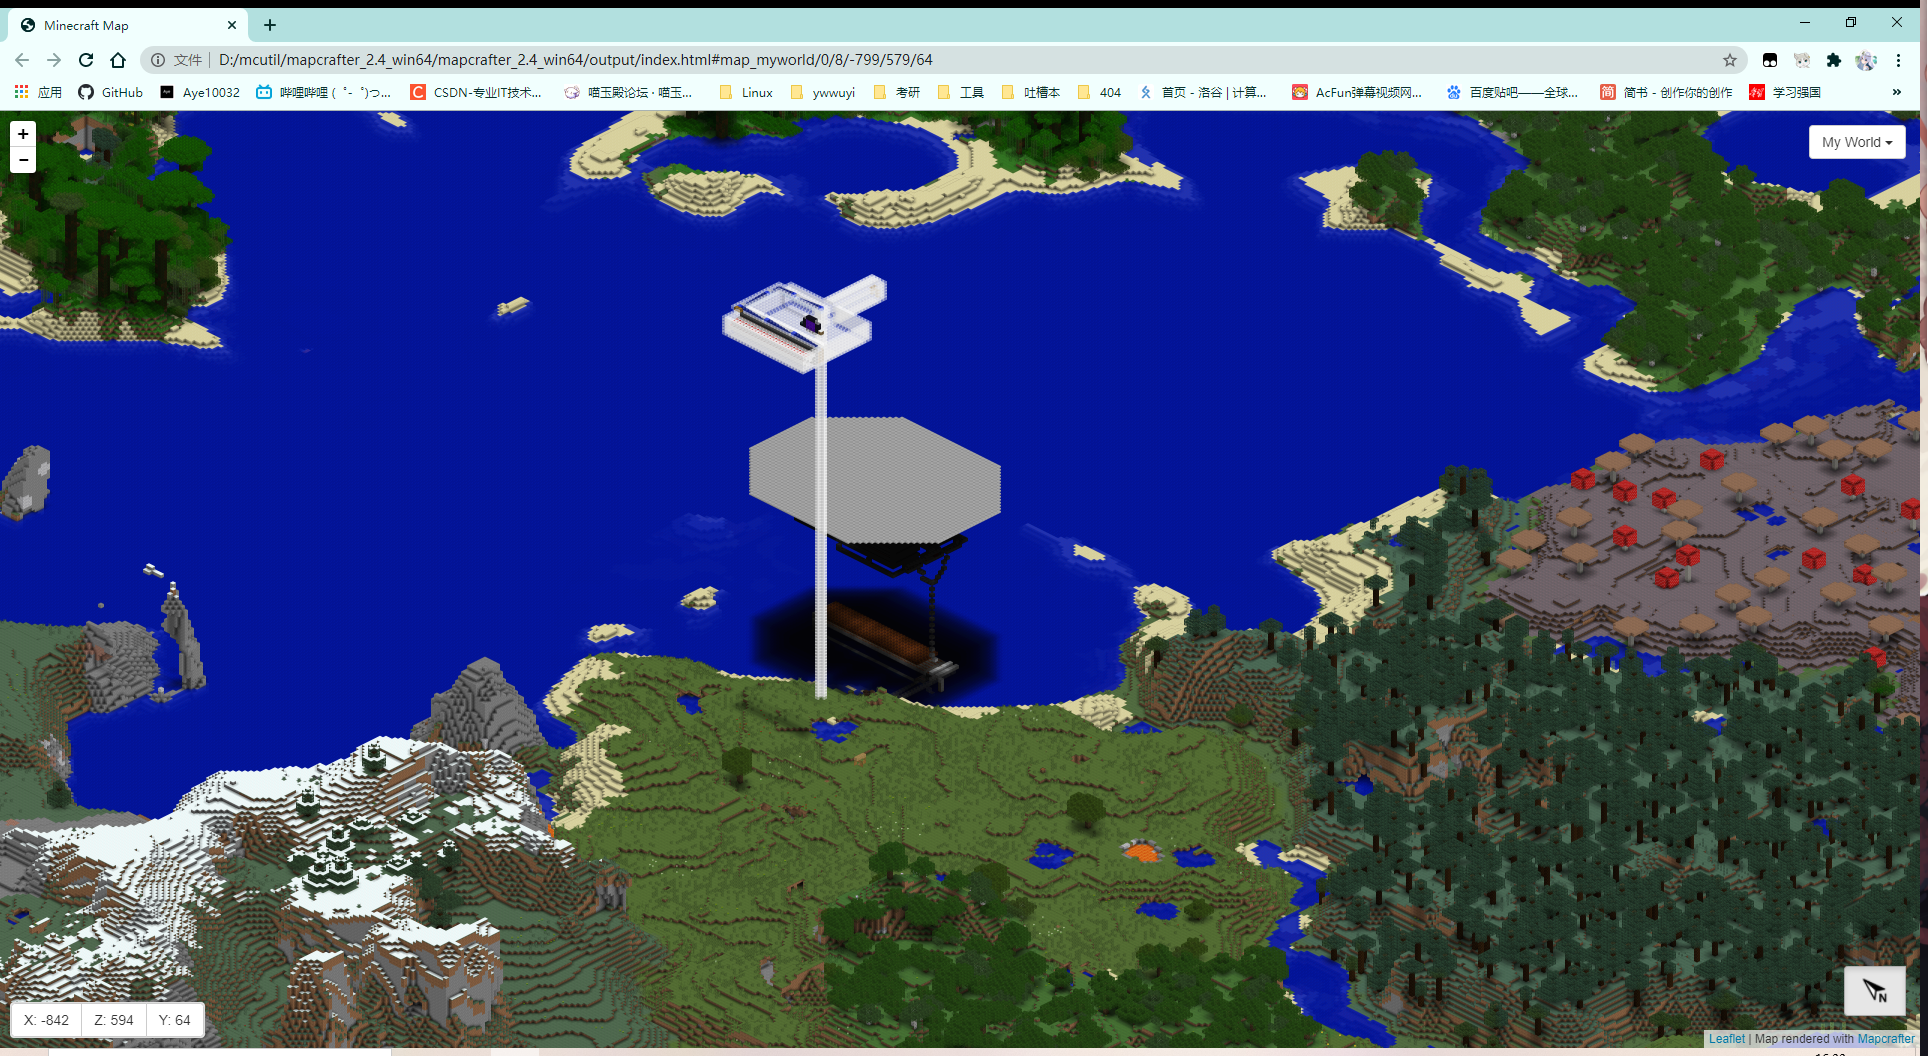 Minecraft Map
文件 D:/mcutil/mapcrafter_2.4_win64/mapcrafter_2.4_win64/output/index.html#map_myworld/0/8/-799/579/64
应用 GitHub Aye10032 哔哩哔哩 ( ゜- ゜)つ... CSDN-专业IT技术... 喵玉殿论坛 · 喵玉... Linux ywwuyi 考研 工具 吐槽本 404 首页 - 洛谷 | 计算... AcFun弹幕视频网... 百度贴吧——全球... 简书 - 创作你的创作 学习强国 »
+
−
My World
N
X: -842 Z: 594 Y: 64
Leaflet | Map rendered with Mapcrafter